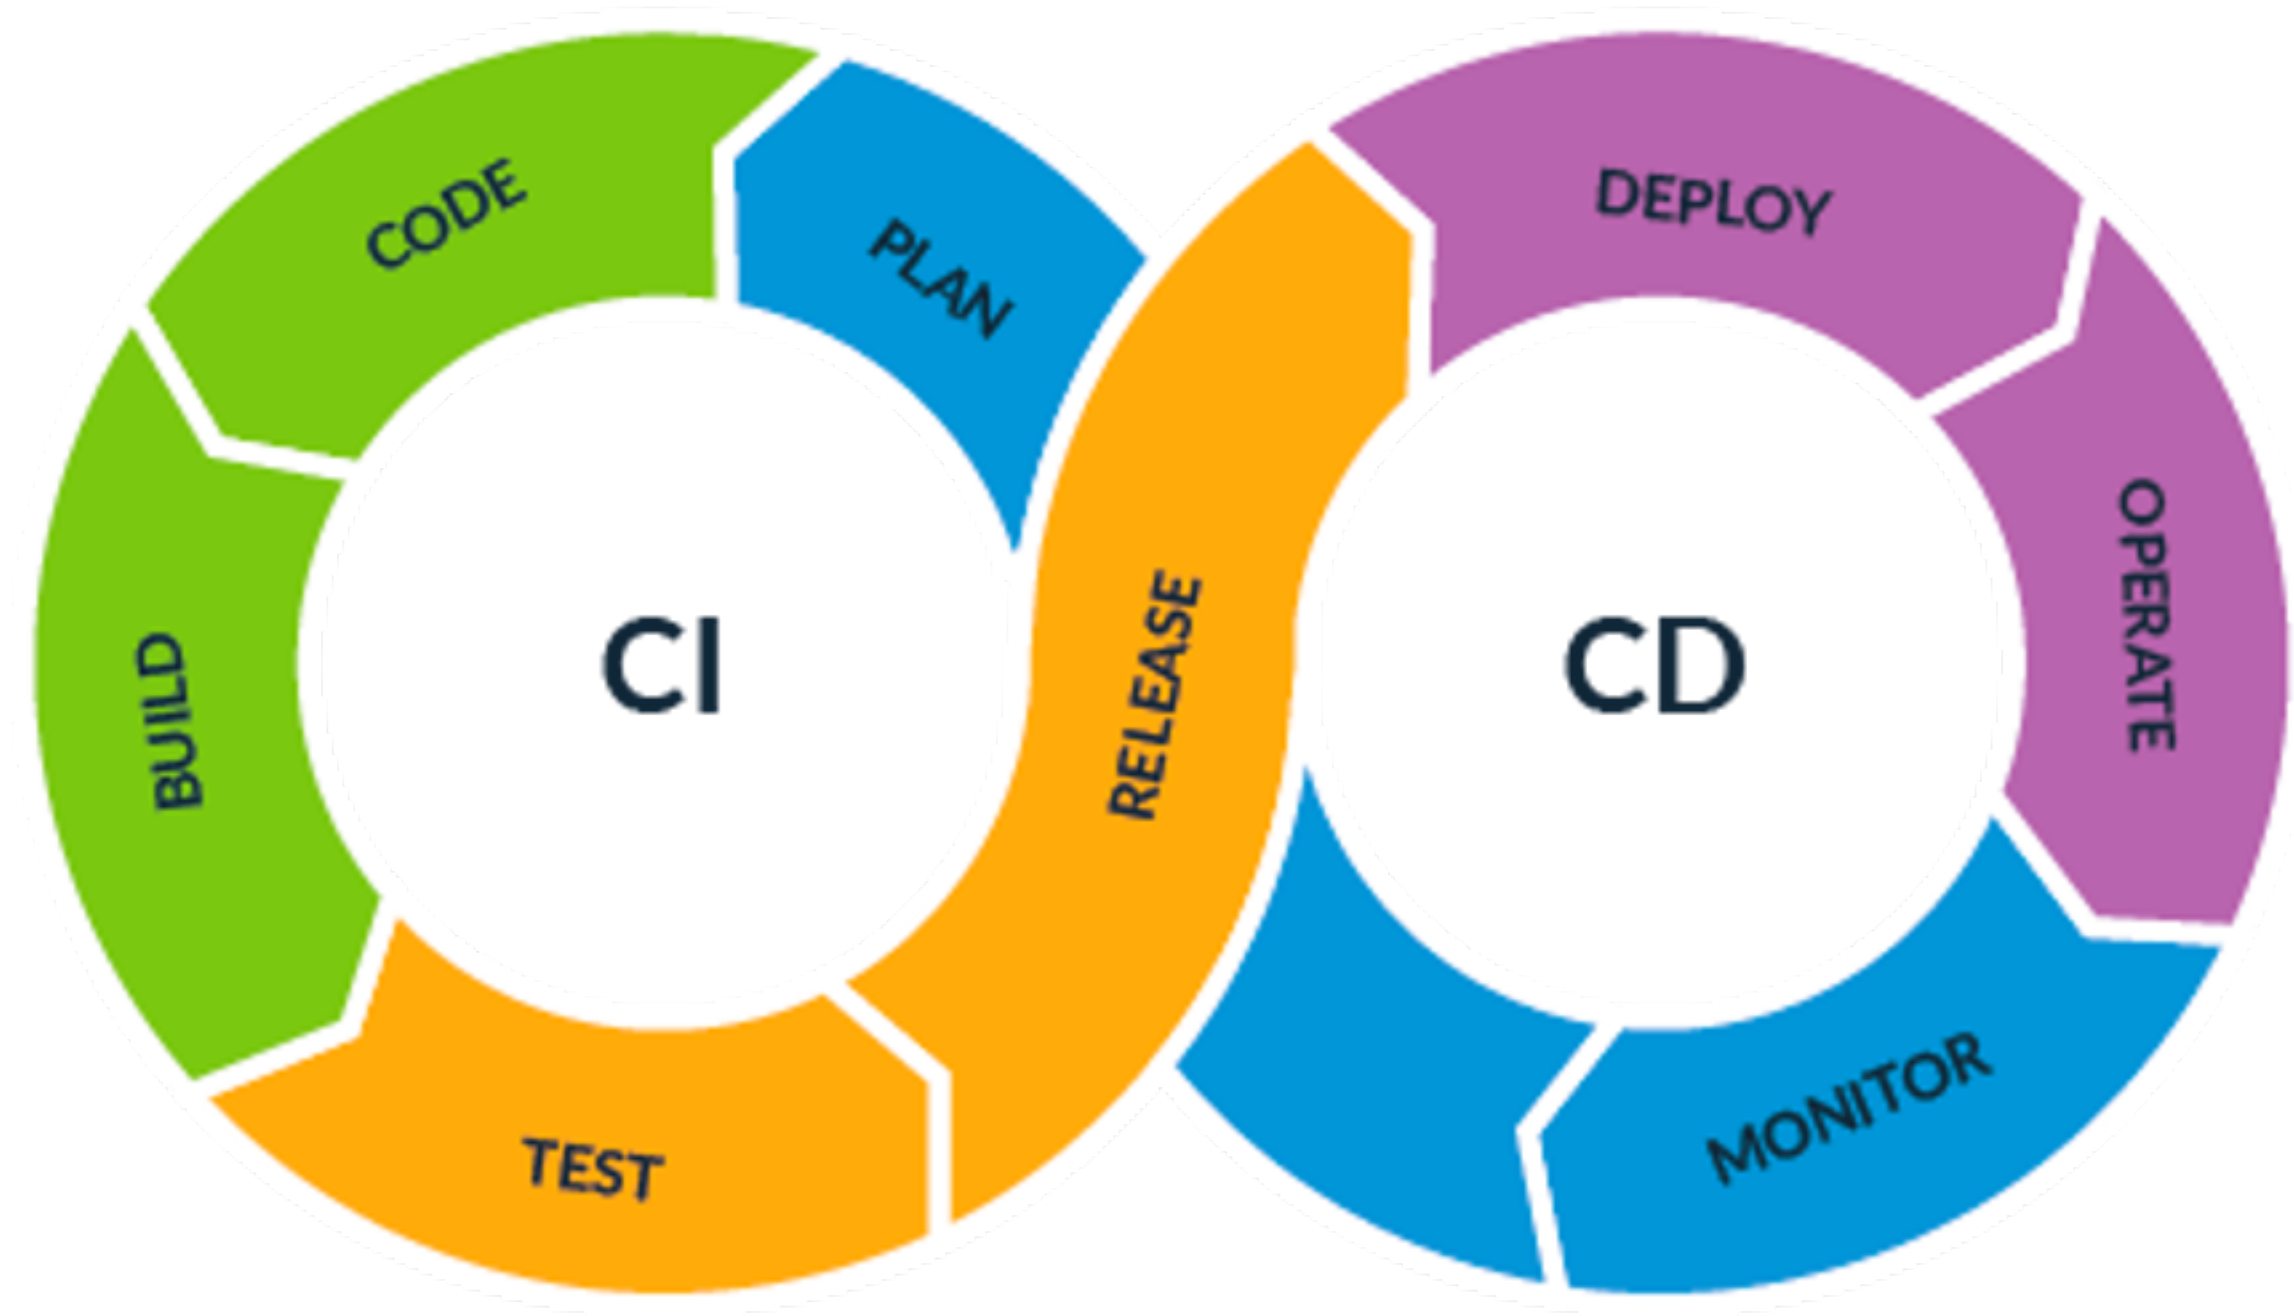 CODE
PLAN
BUILD
CI
TEST
RELEASE
DEPLOY
OPERATE
CD
MONITOR